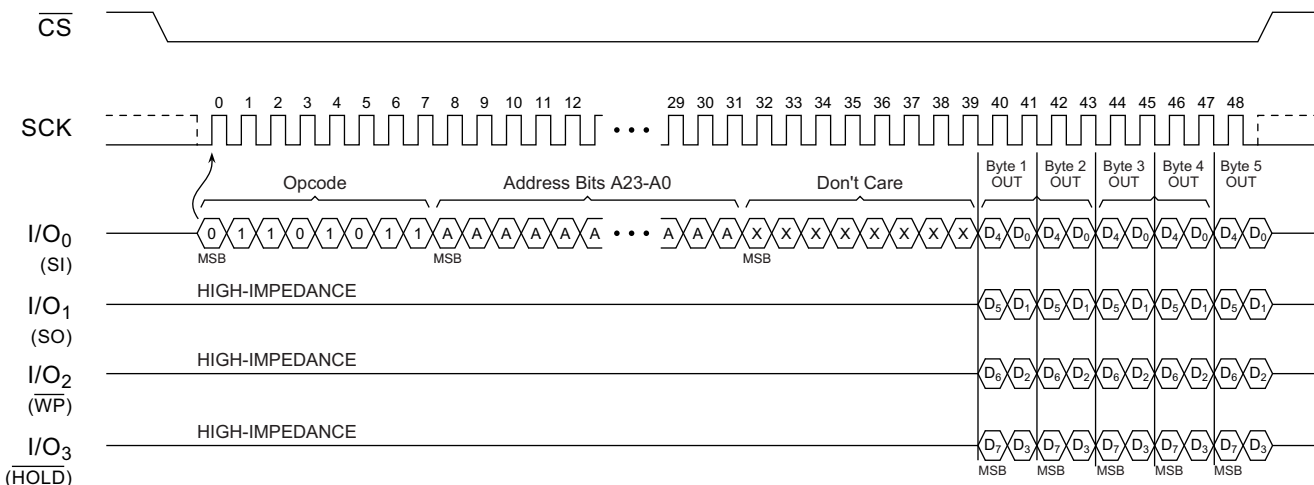 CS
SCK
0 1 2 3 4 5 6 7 8 9 10 11 12 • • • 29 30 31 32 33 34 35 36 37 38 39 40 41 42 43 44 45 46 47 48
Opcode
Address Bits A23-A0
Don't Care
Byte 1 OUT
Byte 2 OUT
Byte 3 OUT
Byte 4 OUT
Byte 5 OUT
I/O0 (SI)
0 1 1 0 1 0 1 1 A A A A A A • • • A A A X X X X X X X X D4 D0 D4 D0 D4 D0 D4 D0 D4 D0
MSB MSB MSB
I/O1 (SO)
HIGH-IMPEDANCE
D5 D1 D5 D1 D5 D1 D5 D1 D5 D1
I/O2 (WP)
HIGH-IMPEDANCE
D6 D2 D6 D2 D6 D2 D6 D2 D6 D2
I/O3 (HOLD)
HIGH-IMPEDANCE
D7 D3 D7 D3 D7 D3 D7 D3 D7 D3
MSB MSB MSB MSB MSB